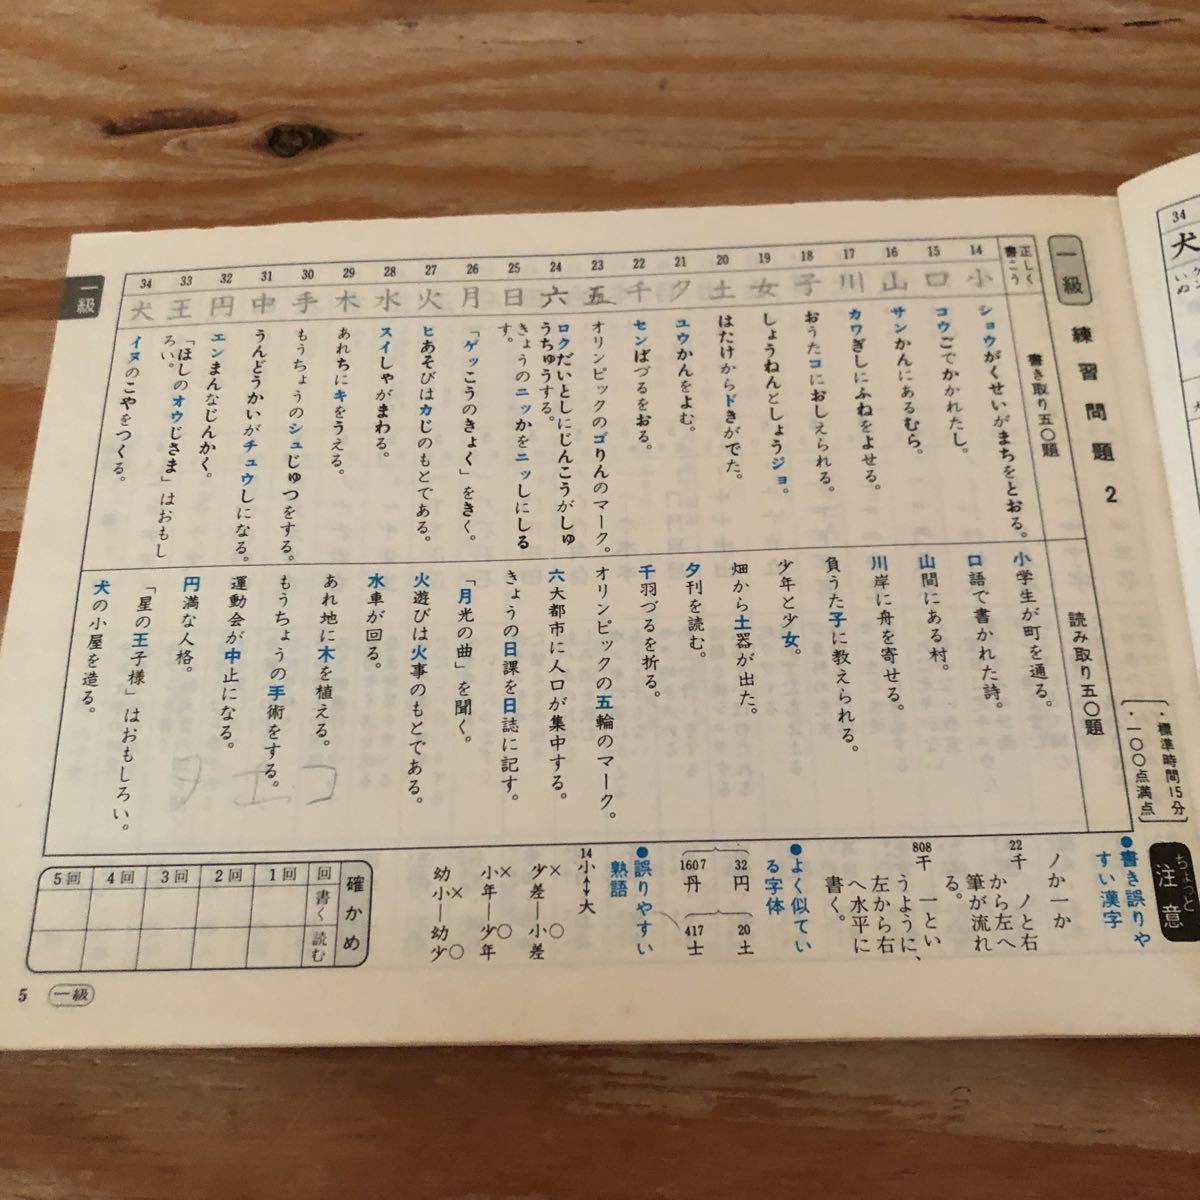 一級 練習問題 2
・標準時間15分
・一〇〇点満点
正しく書こう
書き取り五〇題
読み取り五〇題
14
小
ショウがくせいがまちをとおる。
小学生が町を通る。
15
口
コウごでかかれたし。
口語で書かれた詩。
16
山
サンかんにあるむら。
山間にある村。
17
川
カワぎしにふねをよせる。
川岸に舟を寄せる。
18
子
おうたコにおしえられる。
負うた子に教えられる。
19
女
しょうねんとしょうジョ。
少年と少女。
20
土
はたけからドきがでた。
畑から土器が出た。
21
夕
ユウかんをよむ。
夕刊を読む。
22
千
センばづるをおる。
千羽づるを折る。
23
五
オリンピックのゴりんのマーク。
オリンピックの五輪のマーク。
24
六
ロクだいとしにじんこうがしゅ
うちゅうする。
六大都市に人口が集中する。
25
日
きょうのニッかをニッしにしる
す。
きょうの日課を日誌に記す。
26
月
「ゲッこうのきょく」をきく。
「月光の曲」を聞く。
27
火
ヒあそびはカじのもとである。
火遊びは火事のもとである。
28
水
スイしゃがまわる。
水車が回る。
29
木
あれちにキをうえる。
あれ地に木を植える。
30
手
もうちょうのシュじゅつをする。
もうちょうの手術をする。
31
中
うんどうかいがチュウしになる。
運動会が中止になる。
32
円
エンまんなじんかく。
円満な人格。
33
王
「ほしのオウじさま」はおもし
ろい。
「星の王子様」はおもしろい。
34
犬
イヌのこやをつくる。
犬の小屋を造る。
コ エ タ
ちょっと
注意
●書き誤りや
すい漢字
ノか一か
22
千 ノと右
から左へ
筆が流れ
る。
808
干 一とい
うように、
左から右
へ水平に
書く。
●よく似てい
る字体
32
円
1607
丹
20
土
417
士
●誤りやすい
熟語
14
小↔大
×少差―○小差
×小年―○少年
幼小×―幼少○
確かめ
回 書く 読む
1回
2回
3回
4回
5回
5 一級
一級
34
犬
いぬ